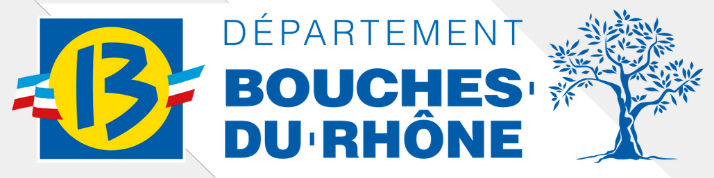 13
DÉPARTEMENT
BOUCHES-
DU-RHÔNE